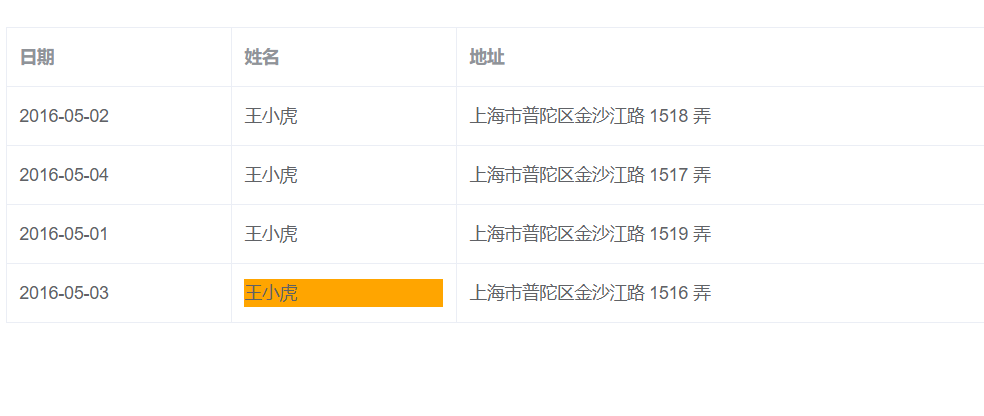 日期 姓名 地址
2016-05-02 王小虎 上海市普陀区金沙江路 1518 弄
2016-05-04 王小虎 上海市普陀区金沙江路 1517 弄
2016-05-01 王小虎 上海市普陀区金沙江路 1519 弄
2016-05-03 王小虎 上海市普陀区金沙江路 1516 弄